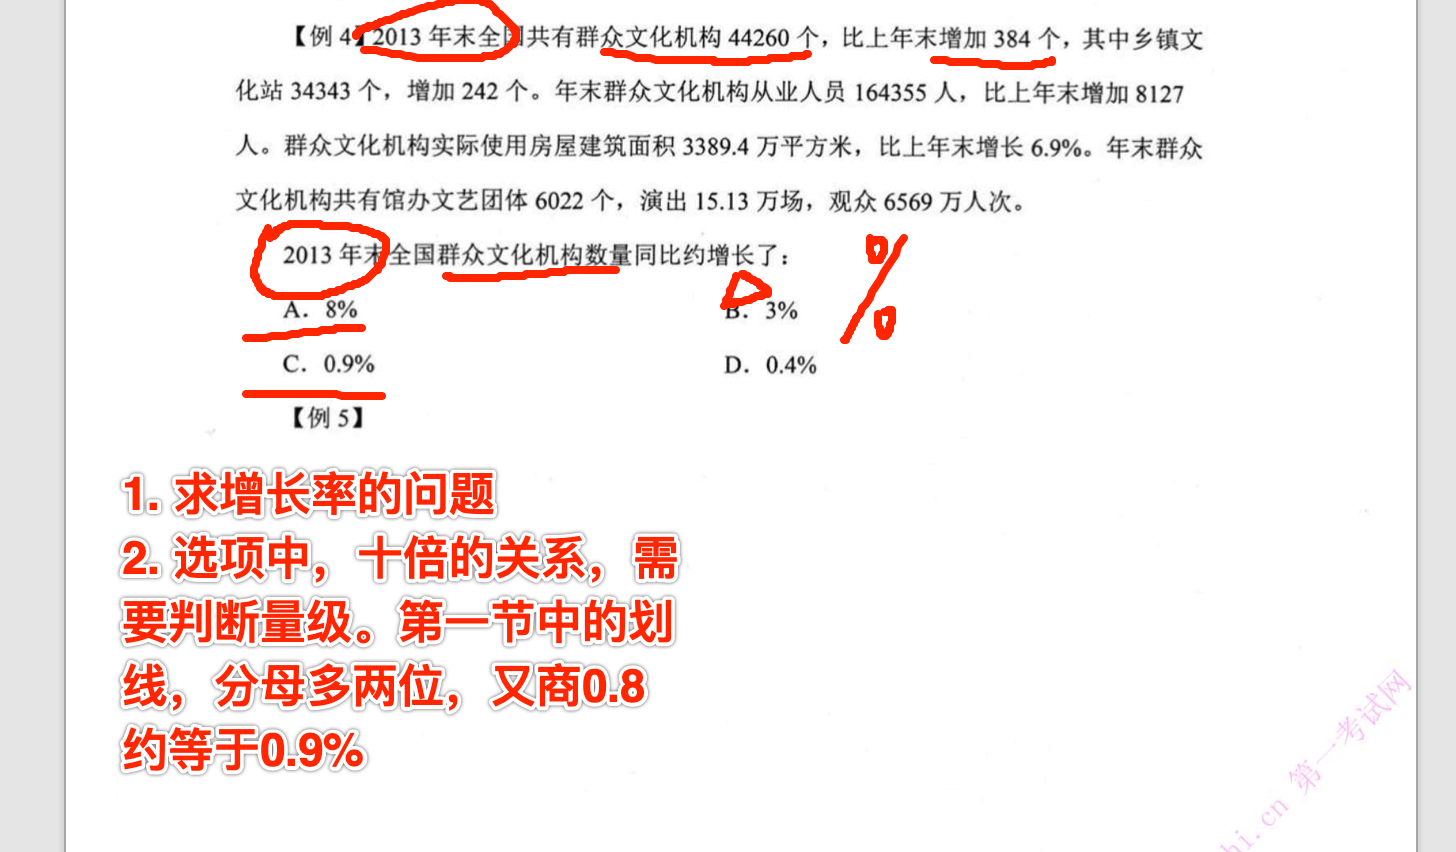 【例 4】2013 年末全国共有群众文化机构 44260 个，比上年末增加 384 个，其中乡镇文
化站 34343 个，增加 242 个。年末群众文化机构从业人员 164355 人，比上年末增加 8127
人。群众文化机构实际使用房屋建筑面积 3389.4 万平方米，比上年末增长 6.9%。年末群众
文化机构共有馆办文艺团体 6022 个，演出 15.13 万场，观众 6569 万人次。
2013 年末全国群众文化机构数量同比约增长了：
%
A. 8%
B. 3%
C. 0.9%
D. 0.4%
【例 5】
1. 求增长率的问题
2. 选项中，十倍的关系，需
要判断量级。第一节中的划
线，分母多两位，又商0.8
约等于0.9%
hi.cn 第一考试网